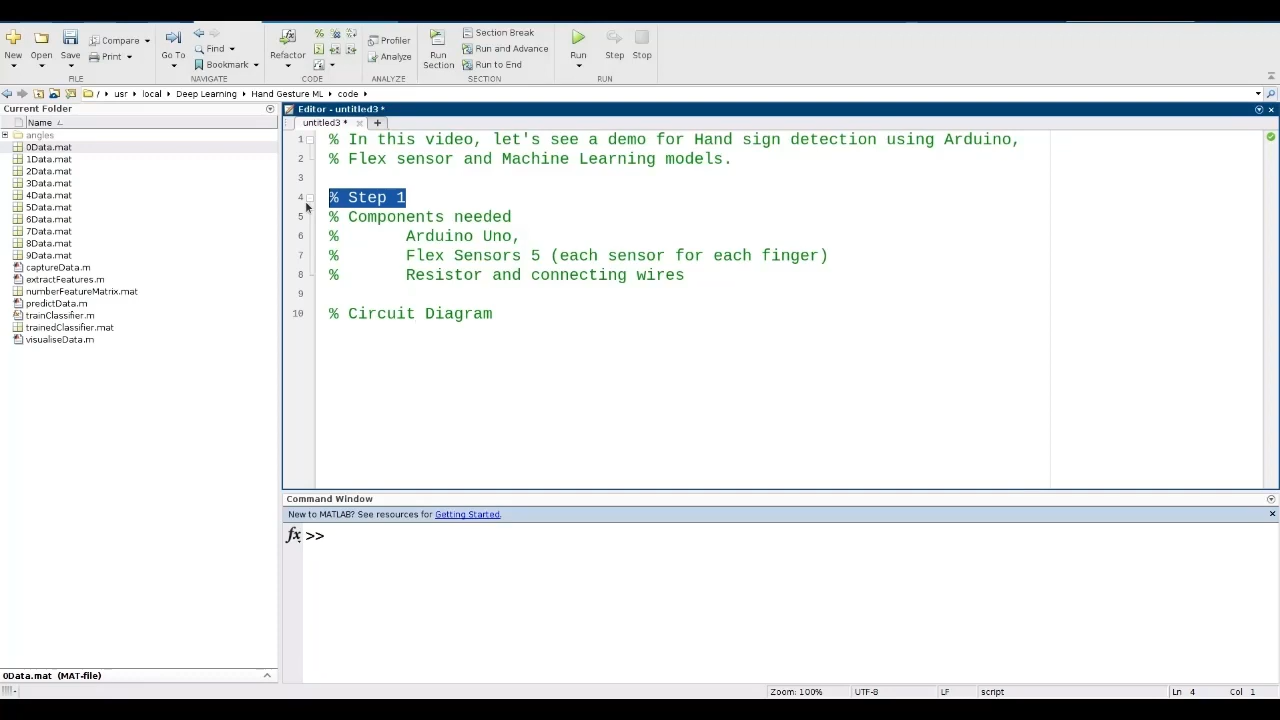 New
Open
Save
Compare
Print
FILE
Go To
Find
Bookmark
NAVIGATE
Refactor
CODE
Profiler
Analyze
ANALYZE
Run Section
Section Break
Run and Advance
Run to End
SECTION
Run
Step
Stop
RUN
/ usr local Deep Learning Hand Gesture ML code
Current Folder
Name
angles
0Data.mat
1Data.mat
2Data.mat
3Data.mat
4Data.mat
5Data.mat
6Data.mat
7Data.mat
8Data.mat
9Data.mat
captureData.m
extractFeatures.m
numberFeatureMatrix.mat
predictData.m
trainClassifier.m
trainedClassifier.mat
visualiseData.m
0Data.mat (MAT-file)
Editor - untitled3 *
untitled3 *
1 % In this video, let's see a demo for Hand sign detection using Arduino,
2 % Flex sensor and Machine Learning models.
3
4 % Step 1
5 % Components needed
6 % Arduino Uno,
7 % Flex Sensors 5 (each sensor for each finger)
8 % Resistor and connecting wires
9
10 % Circuit Diagram
Command Window
New to MATLAB? See resources for Getting Started.
fx >>
Zoom: 100% UTF-8 LF script Ln 4 Col 1